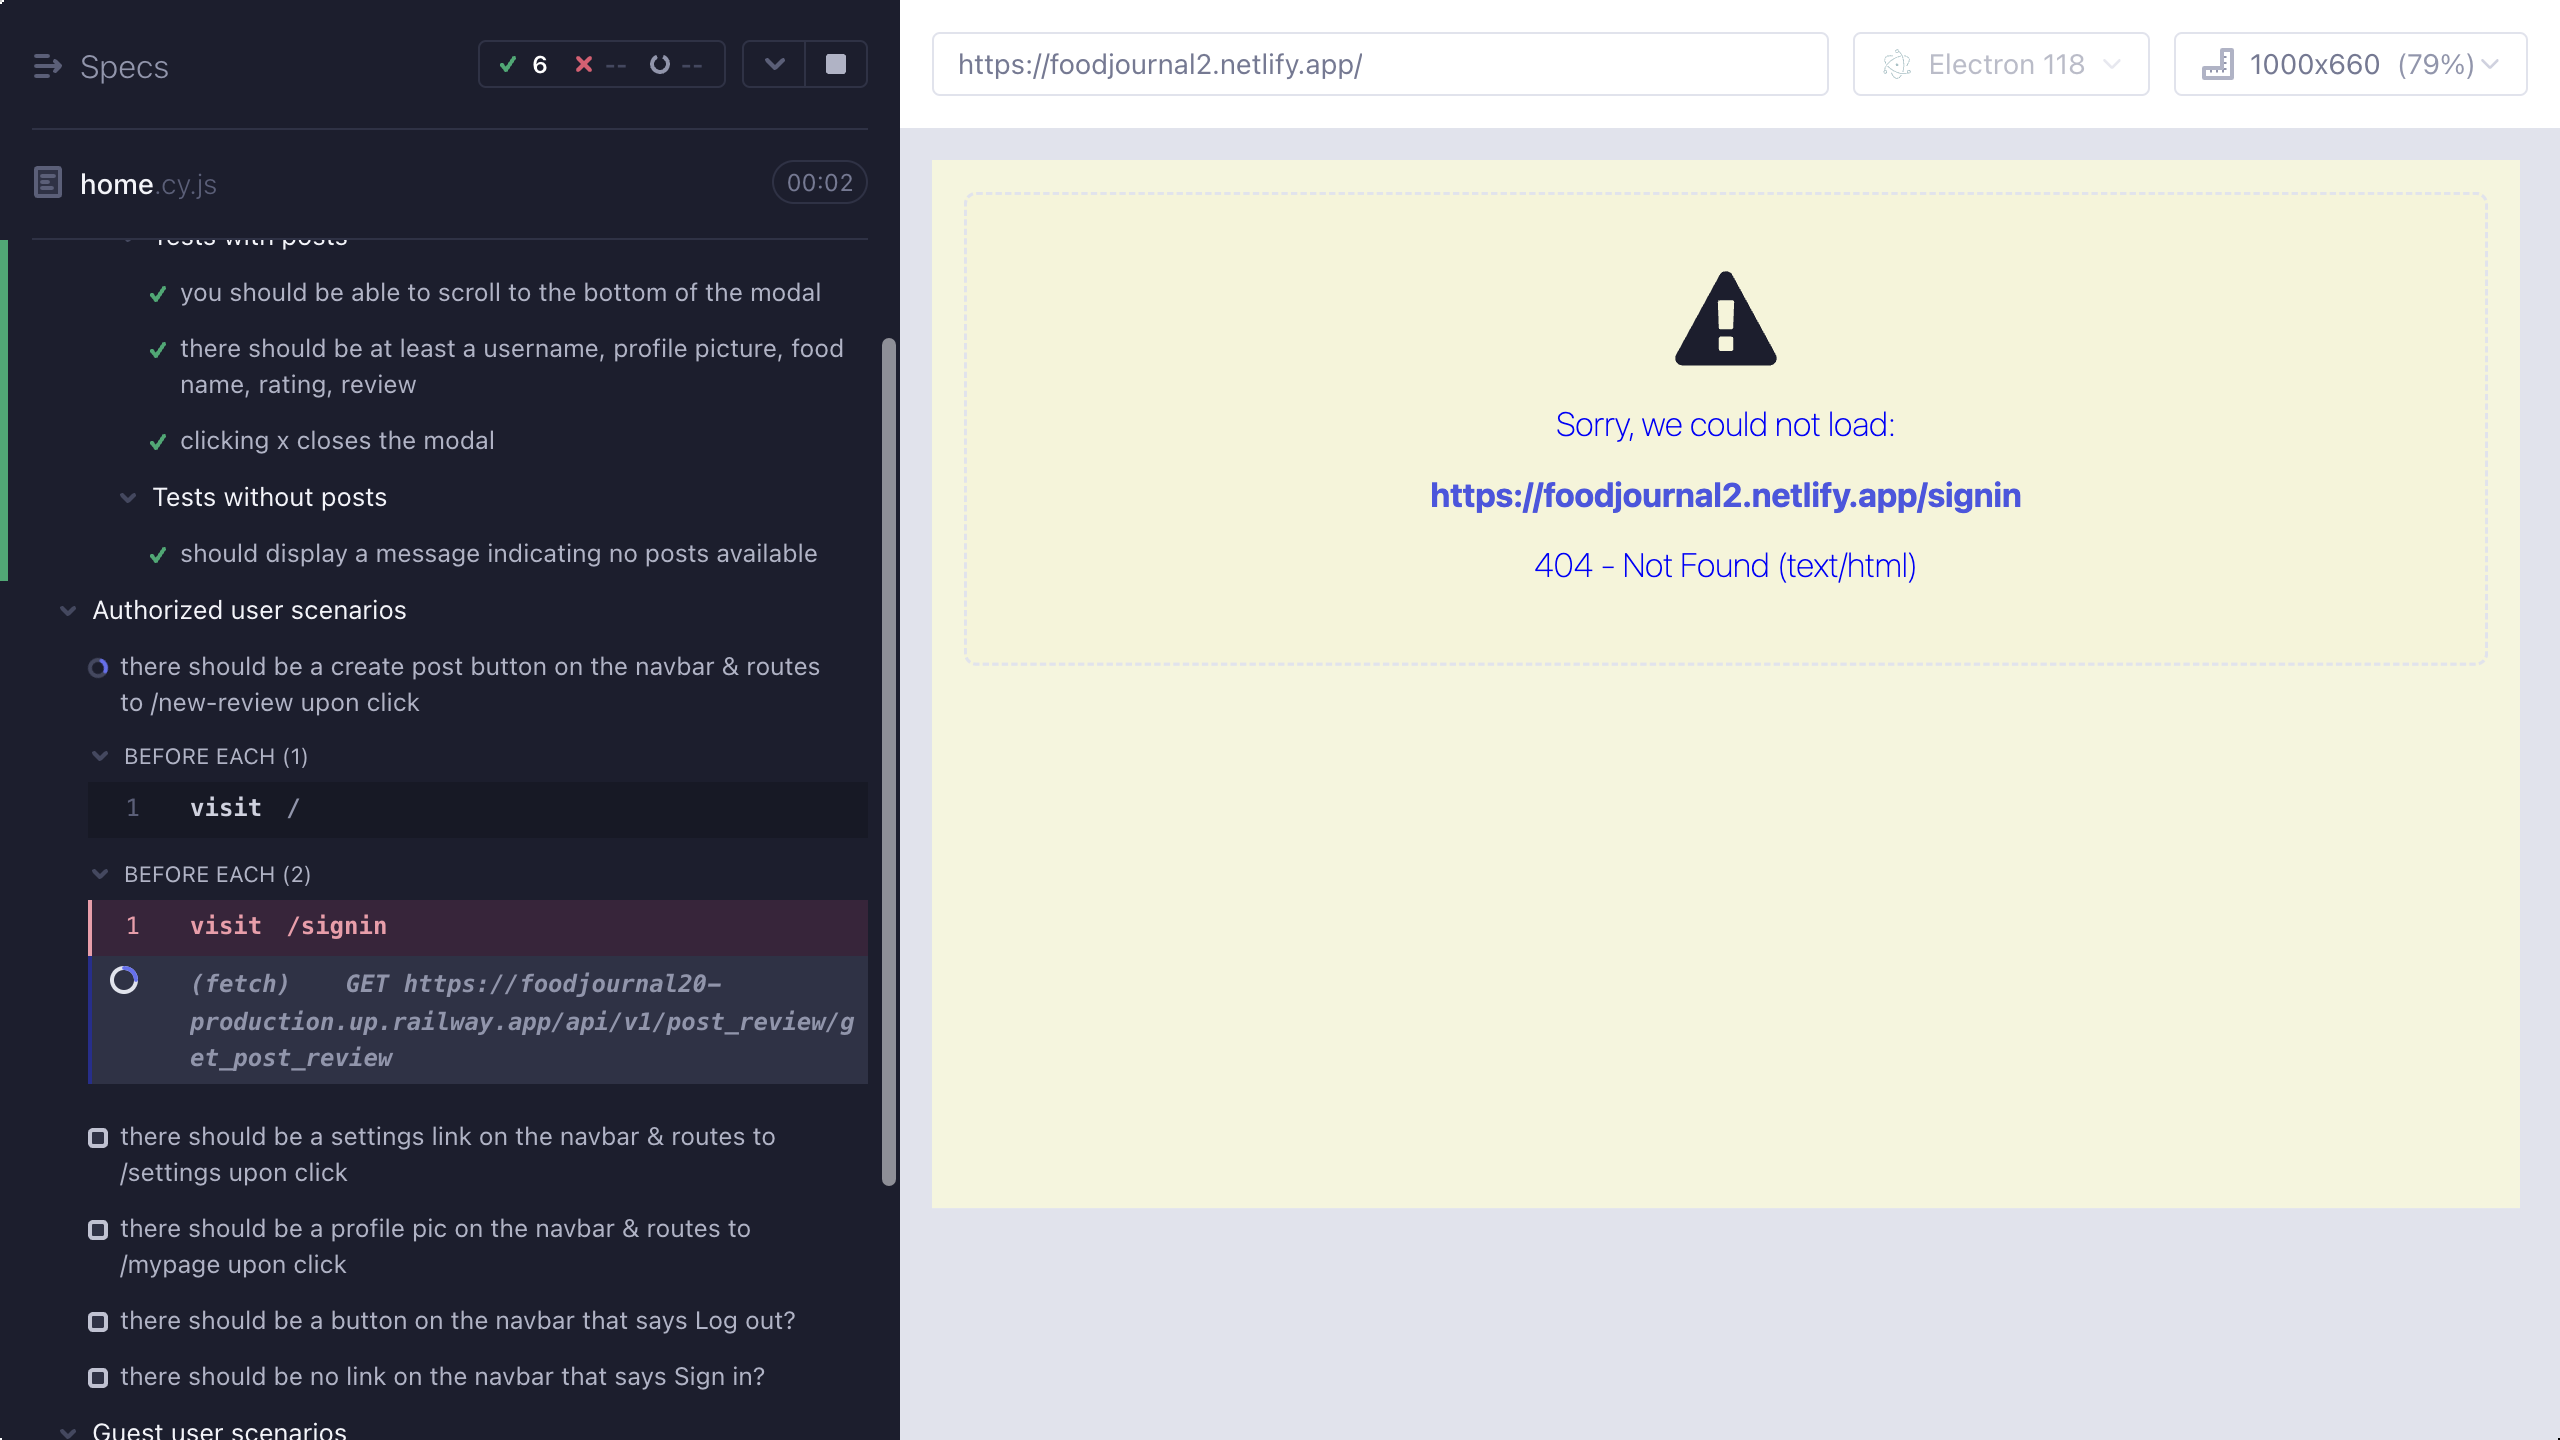 Specs
6 -- --
home.cy.js
00:02
Tests with posts
you should be able to scroll to the bottom of the modal
there should be at least a username, profile picture, food
name, rating, review
clicking x closes the modal
Tests without posts
should display a message indicating no posts available
Authorized user scenarios
there should be a create post button on the navbar & routes
to /new-review upon click
BEFORE EACH (1)
1 visit /
BEFORE EACH (2)
1 visit /signin
(fetch) GET https://foodjournal20-
production.up.railway.app/api/v1/post_review/g
et_post_review
there should be a settings link on the navbar & routes to
/settings upon click
there should be a profile pic on the navbar & routes to
/mypage upon click
there should be a button on the navbar that says Log out?
there should be no link on the navbar that says Sign in?
Guest user scenarios
https://foodjournal2.netlify.app/
Electron 118
1000x660 (79%)
Sorry, we could not load:
https://foodjournal2.netlify.app/signin
404 - Not Found (text/html)